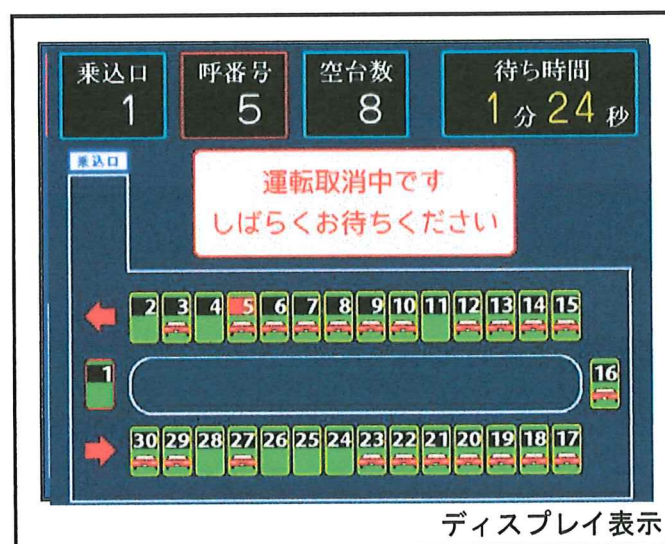 乗込口 呼番号 空台数 待ち時間
1 5 8 1分24秒
乗込口
運転取消中です
しばらくお待ちください
2 3 4 5 6 7 8 9 10 11 12 13 14 15
1 16
30 29 28 27 26 25 24 23 22 21 20 19 18 17
ディスプレイ表示